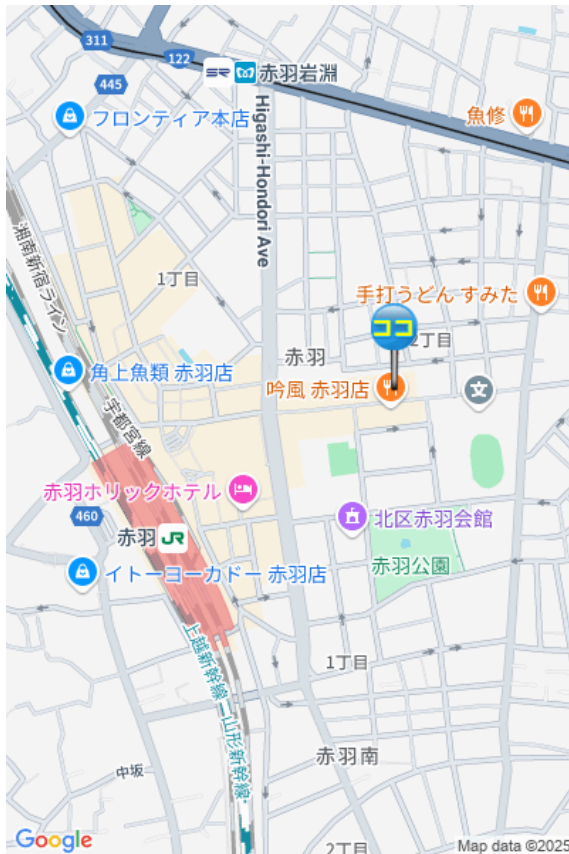 311
122
SR
赤羽岩淵
445
フロンティア本店
魚修
Higashi-Hondori Ave
湘南新宿ライン
1丁目
手打うどん すみた
ココ
2丁目
赤羽
角上魚類 赤羽店
吟風 赤羽店
文
宇都宮線
赤羽ホリックホテル
460
北区赤羽会館
赤羽
JR
赤羽公園
イトーヨーカドー 赤羽店
上越新幹線―山形新幹線
1丁目
赤羽南
中坂
2丁目
Google
Map data ©2025